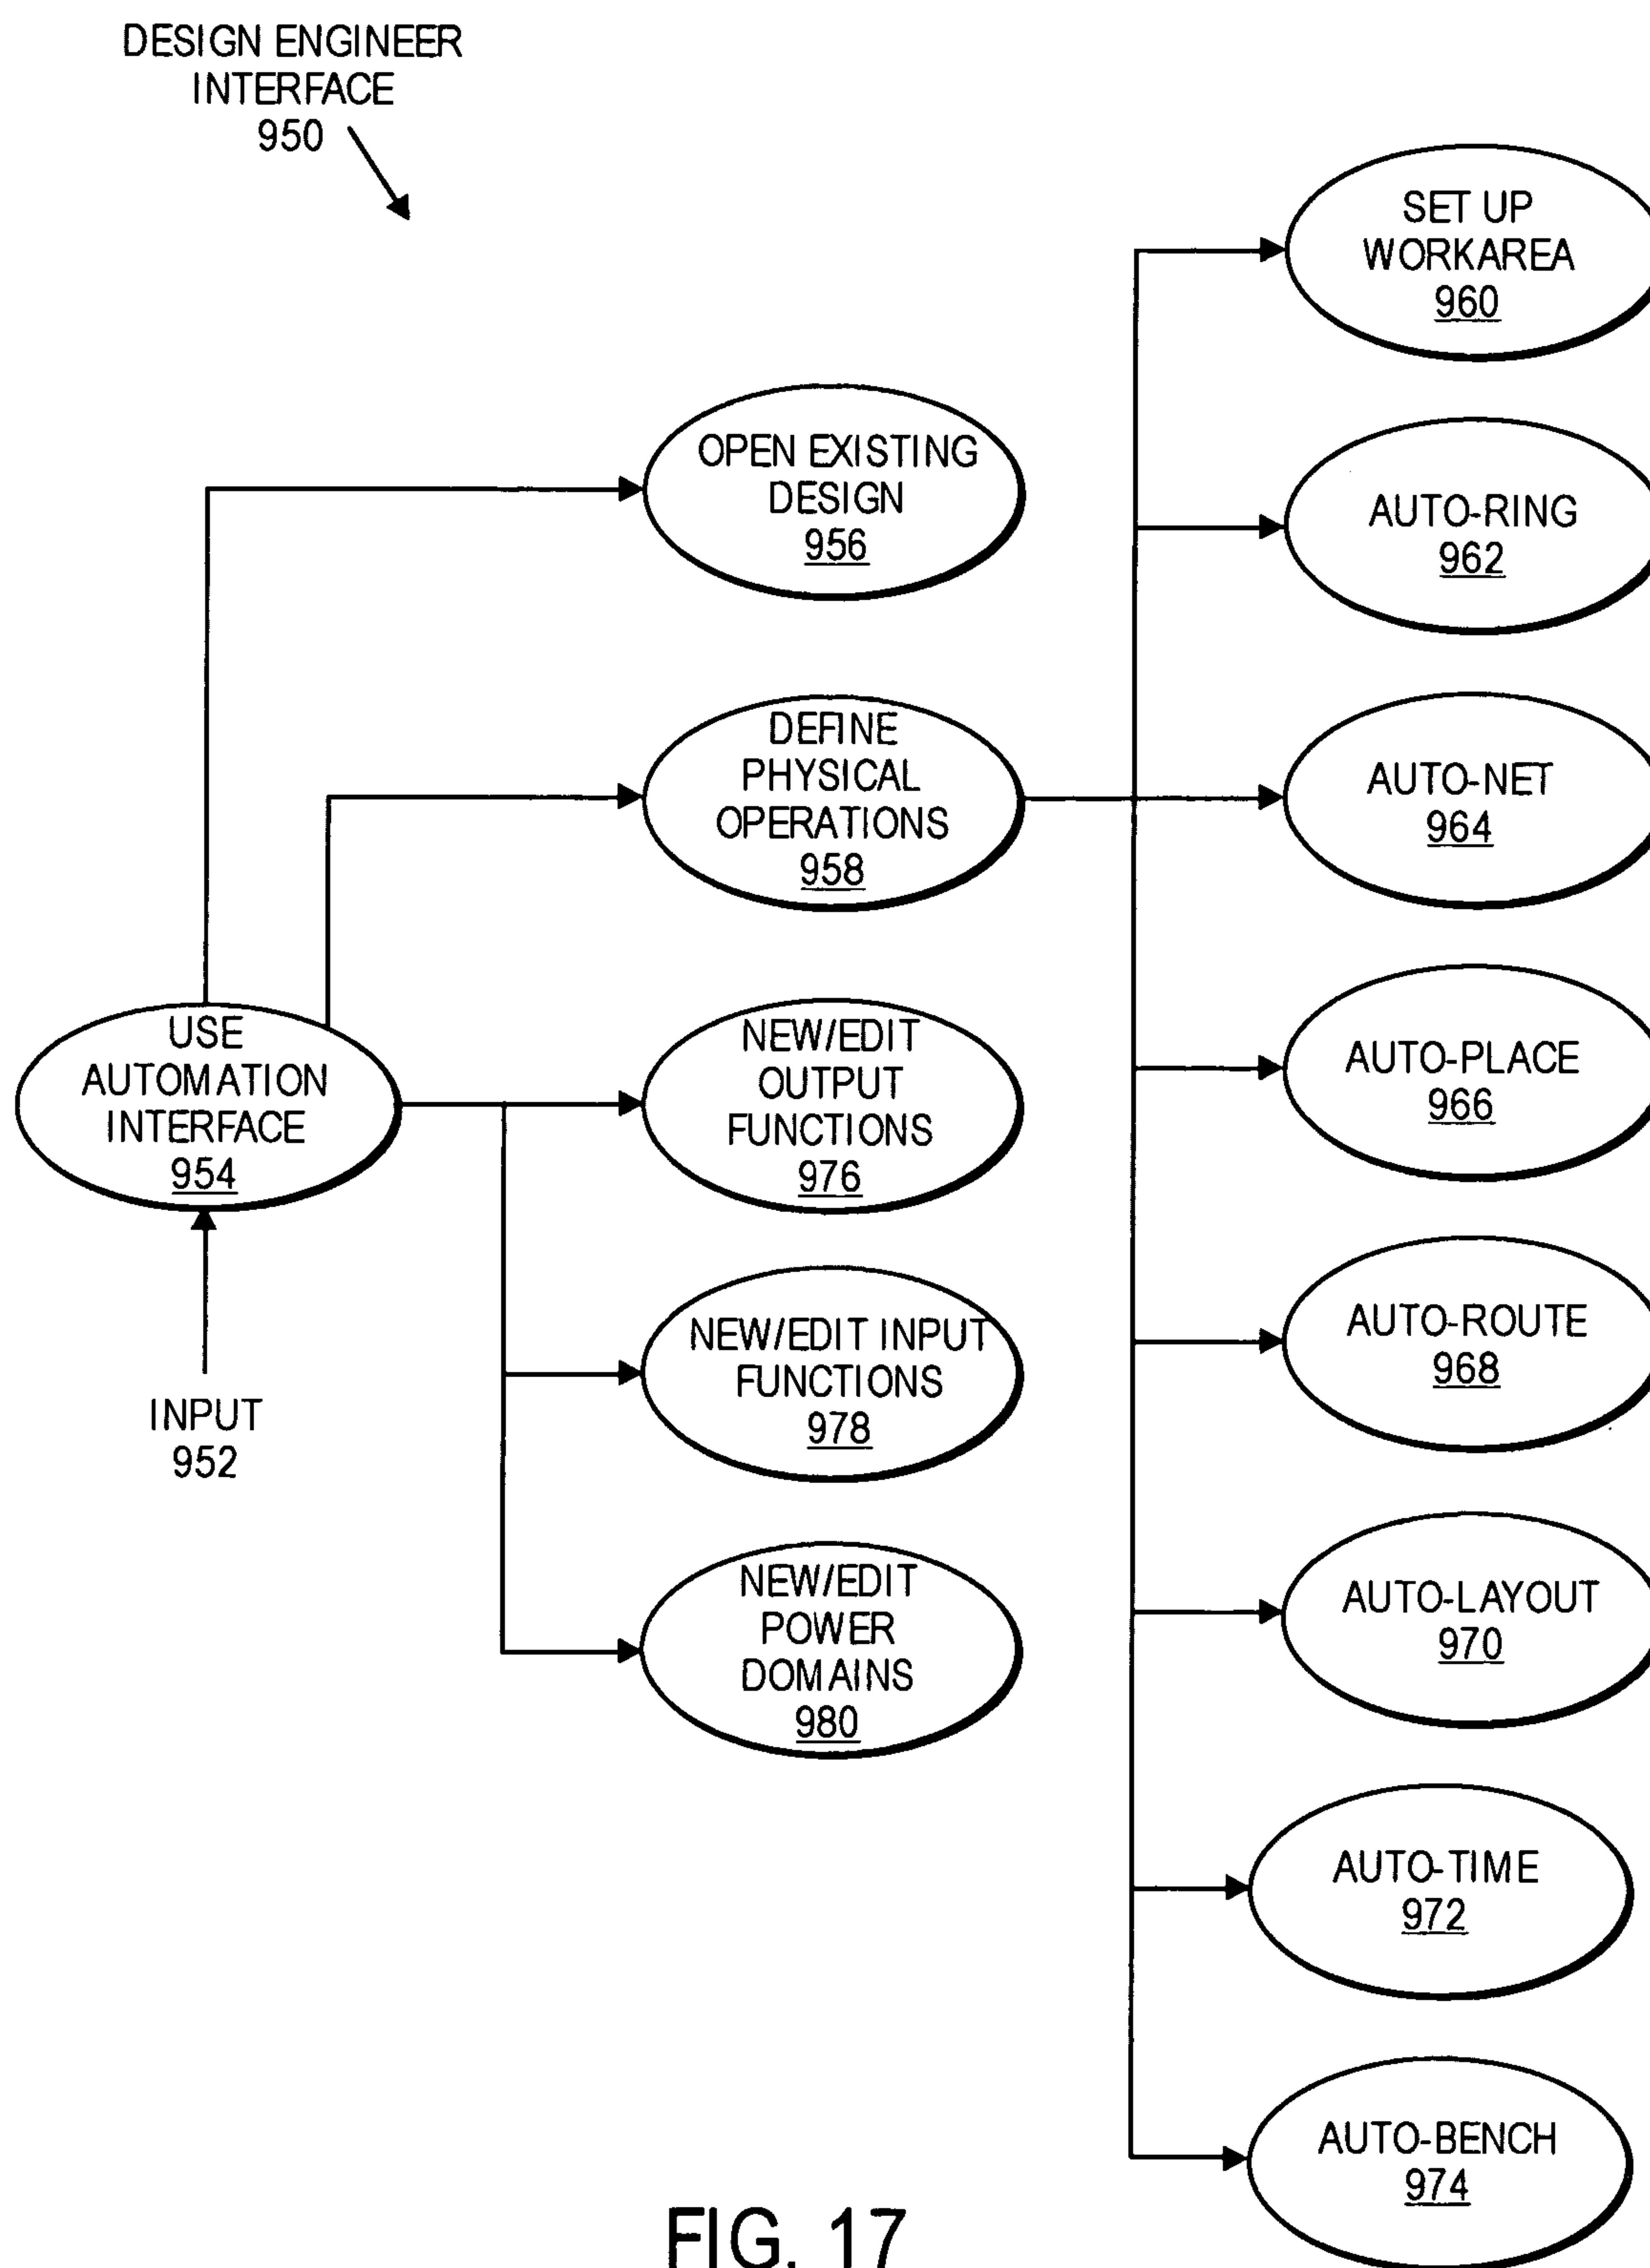 DESIGN ENGINEER
INTERFACE
950
SET UP
WORKAREA
960
OPEN EXISTING
DESIGN
956
AUTO-RING
962
DEFINE
PHYSICAL
OPERATIONS
958
AUTO-NET
964
USE
AUTOMATION
INTERFACE
954
NEW/EDIT
OUTPUT
FUNCTIONS
976
AUTO-PLACE
966
INPUT
952
NEW/EDIT INPUT
FUNCTIONS
978
AUTO-ROUTE
968
NEW/EDIT
POWER
DOMAINS
980
AUTO-LAYOUT
970
AUTO-TIME
972
AUTO-BENCH
974
FIG. 17